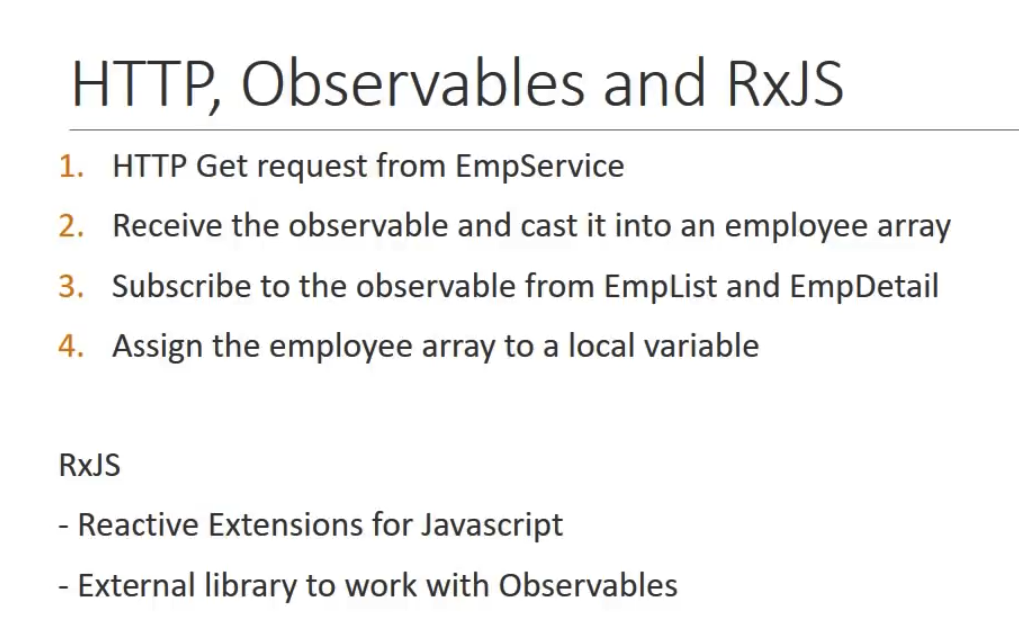 HTTP, Observables and RxJS
1. HTTP Get request from EmpService
2. Receive the observable and cast it into an employee array
3. Subscribe to the observable from EmpList and EmpDetail
4. Assign the employee array to a local variable
RxJS
- Reactive Extensions for Javascript
- External library to work with Observables